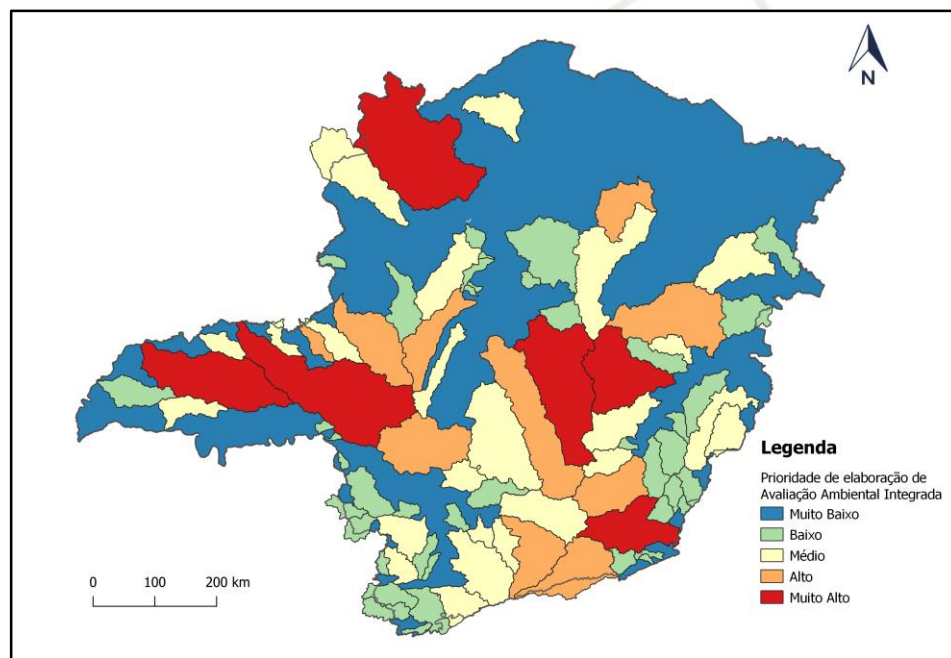 N
Legenda
Prioridade de elaboração de
Avaliação Ambiental Integrada
Muito Baixo
Baixo
Médio
Alto
Muito Alto
0 100 200 km